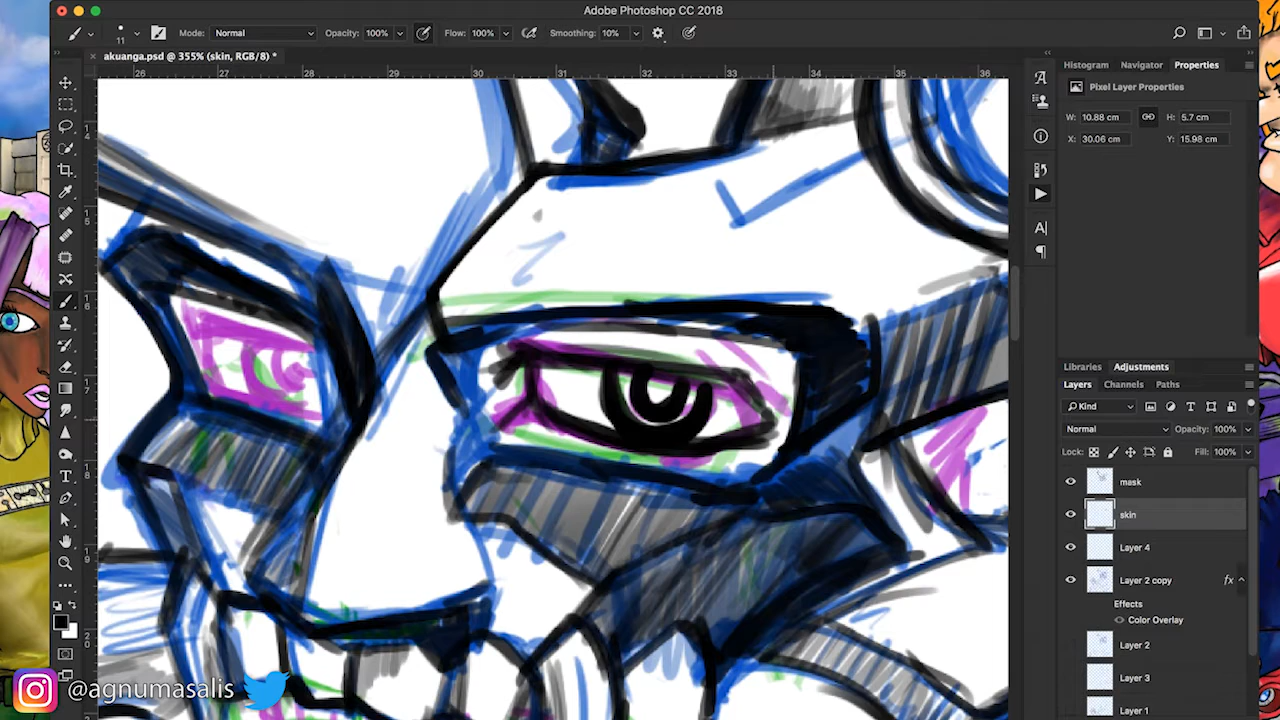 Adobe Photoshop CC 2018
11 Mode: Normal Opacity: 100% Flow: 100% Smoothing: 10%
akuanga.psd @ 355% (skin, RGB/8) *
26 27 28 29 30 31 32 33 34 35 36
Histogram Navigator Properties
Pixel Layer Properties
W: 10.88 cm H: 5.7 cm
X: 30.06 cm Y: 15.98 cm
Libraries Adjustments
Layers Channels Paths
Kind
Normal Opacity: 100%
Lock: Fill: 100%
mask
skin
Layer 4
Layer 2 copy fx
Effects
Color Overlay
Layer 2
Layer 3
Layer 1
@agnumasalis